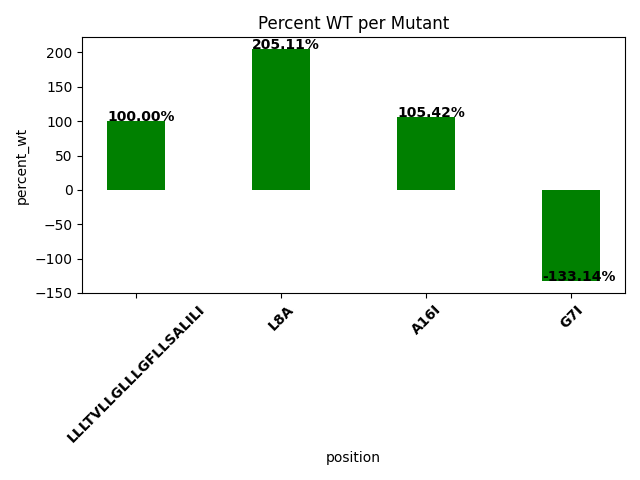 Percent WT per Mutant
percent_wt
200
150
100
50
0
−50
−100
−150
100.00%
205.11%
105.42%
-133.14%
LLLTVLLGLLLGFLLSALILI
L8A
A16I
G7I
position